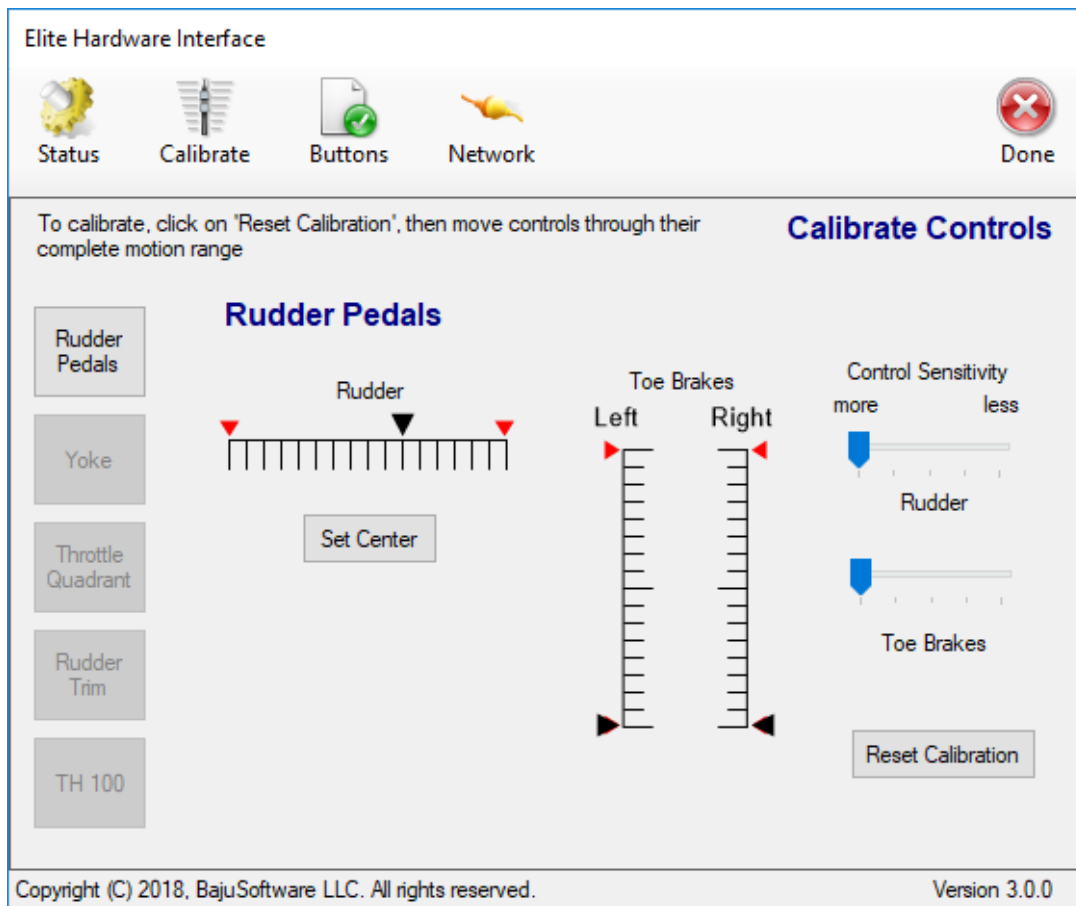 Elite Hardware Interface
Status
Calibrate
Buttons
Network
Done
To calibrate, click on "Reset Calibration", then move controls through their
complete motion range
Calibrate Controls
Rudder
Pedals
Yoke
Throttle
Quadrant
Rudder
Trim
TH 100
Rudder Pedals
Rudder
Set Center
Toe Brakes
Left Right
Control Sensitivity
more less
Rudder
Toe Brakes
Reset Calibration
Copyright (C) 2018, BajuSoftware LLC. All rights reserved.
Version 3.0.0